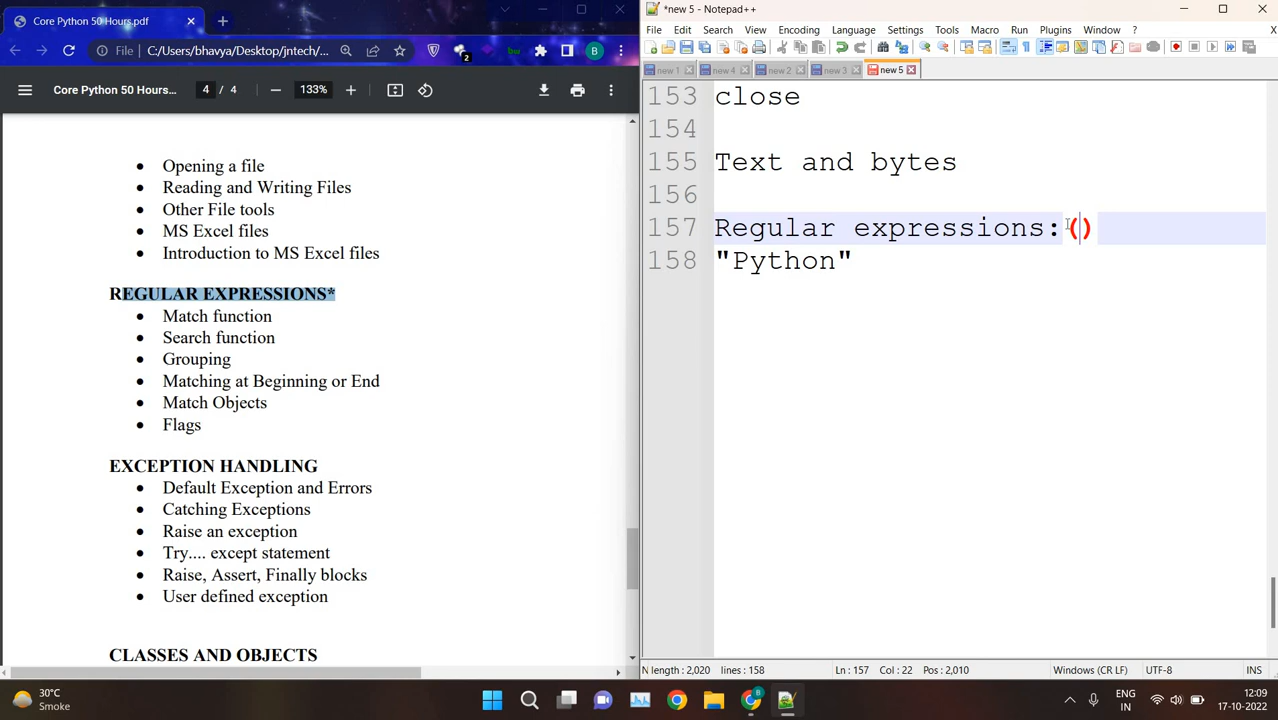 Core Python 50 Hours.pdf
*new 5 - Notepad++
File
C:/Users/bhavya/Desktop/jntech/...
2
B
File Edit Search View Encoding Language Settings Tools Macro Run Plugins Window ?
new 1
new 4
new 2
new 3
new 5
Core Python 50 Hours...
4 / 4
133%
Opening a file
Reading and Writing Files
Other File tools
MS Excel files
Introduction to MS Excel files
REGULAR EXPRESSIONS*
Match function
Search function
Grouping
Matching at Beginning or End
Match Objects
Flags
EXCEPTION HANDLING
Default Exception and Errors
Catching Exceptions
Raise an exception
Try.... except statement
Raise, Assert, Finally blocks
User defined exception
CLASSES AND OBJECTS
153 close
154
155 Text and bytes
156
157 Regular expressions:()
158 "Python"
N length : 2,020 lines : 158
Ln : 157 Col : 22 Pos : 2,010
Windows (CR LF)
UTF-8
INS
30°C
Smoke
ENG
IN
12:09
17-10-2022